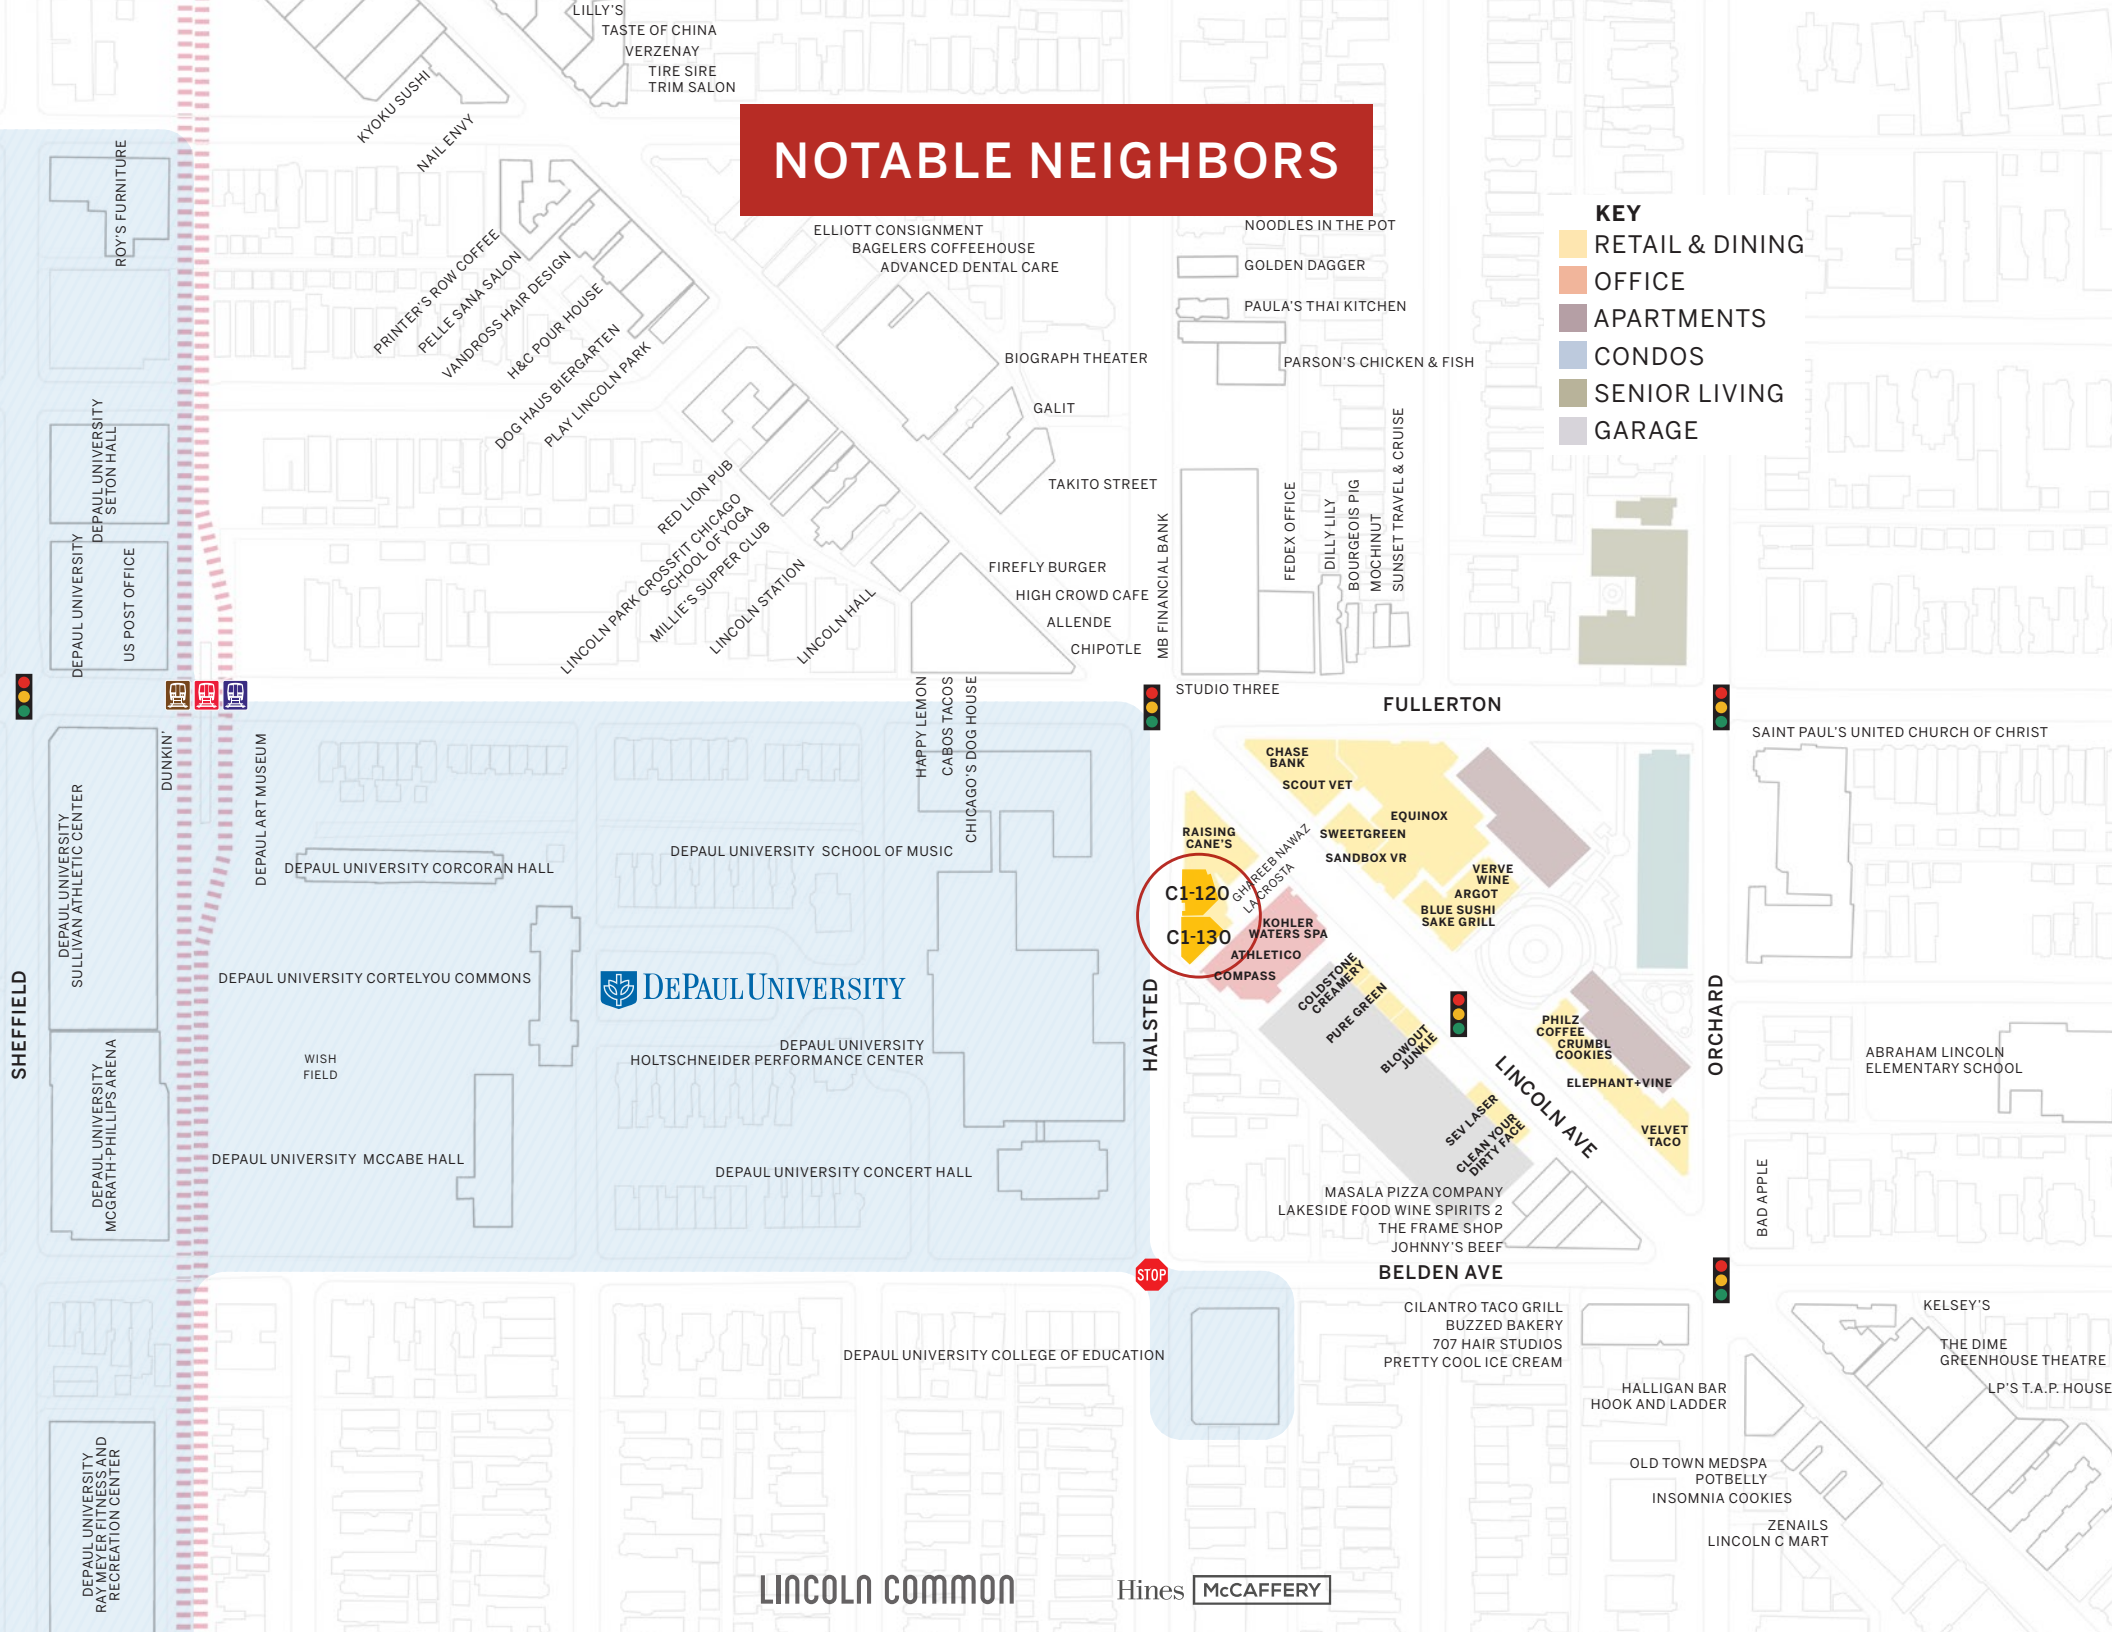 LILLY'S
TASTE OF CHINA
VERZENAY
TIRE SIRE
TRIM SALON
KYOKU SUSHI
NAIL ENVY
NOTABLE NEIGHBORS
ROY'S FURNITURE
PRINTER'S ROW COFFEE
PELLE SANA SALON
VANDROSS HAIR DESIGN
H&C POUR HOUSE
DOG HAUS BIERGARTEN
PLAY LINCOLN PARK
ELLIOTT CONSIGNMENT
BAGELERS COFFEEHOUSE
ADVANCED DENTAL CARE
NOODLES IN THE POT
GOLDEN DAGGER
PAULA'S THAI KITCHEN
PARSON'S CHICKEN & FISH
KEY
RETAIL & DINING
OFFICE
APARTMENTS
CONDOS
SENIOR LIVING
GARAGE
BIOGRAPH THEATER
GALIT
TAKITO STREET
DEPAUL UNIVERSITY
SETON HALL
DEPAUL UNIVERSITY
US POST OFFICE
RED LION PUB
LINCOLN PARK CROSSFIT CHICAGO
SCHOOL OF YOGA
MILLIE'S SUPPER CLUB
LINCOLN STATION
LINCOLN HALL
FIREFLY BURGER
HIGH CROWD CAFE
ALLENDE
CHIPOTLE
MB FINANCIAL BANK
FEDEX OFFICE
DILLY LILY
BOURGEOIS PIG
MOCHINUT
SUNSET TRAVEL & CRUISE
STUDIO THREE
FULLERTON
SAINT PAUL'S UNITED CHURCH OF CHRIST
HAPPY LEMON
CABOS TACOS
CHICAGO'S DOG HOUSE
DUNKIN'
DEPAUL ART MUSEUM
DEPAUL UNIVERSITY
SULLIVAN ATHLETIC CENTER
DEPAUL UNIVERSITY CORCORAN HALL
DEPAUL UNIVERSITY SCHOOL OF MUSIC
CHASE
BANK
SCOUT VET
EQUINOX
SWEETGREEN
SANDBOX VR
RAISING
CANE'S
GHAREEB NAWAZ
LA CROSTA
VERVE
WINE
ARGOT
BLUE SUSHI
SAKE GRILL
C1-120
C1-130
KOHLER
WATERS SPA
ATHLETICO
COMPASS
COLDSTONE
CREAMERY
PURE GREEN
BLOWOUT
JUNKIE
SHEFFIELD
DEPAUL UNIVERSITY CORTELYOU COMMONS
DEPAUL UNIVERSITY
HALSTED
ORCHARD
PHILZ
COFFEE
CRUMBL
COOKIES
ELEPHANT+VINE
VELVET
TACO
LINCOLN AVE
SEV LASER
CLEAN YOUR
DIRTY FACE
ABRAHAM LINCOLN
ELEMENTARY SCHOOL
DEPAUL UNIVERSITY
HOLTSCHNEIDER PERFORMANCE CENTER
WISH
FIELD
DEPAUL UNIVERSITY
MCGRATH-PHILLIPS ARENA
DEPAUL UNIVERSITY MCCABE HALL
DEPAUL UNIVERSITY CONCERT HALL
MASALA PIZZA COMPANY
LAKESIDE FOOD WINE SPIRITS 2
THE FRAME SHOP
JOHNNY'S BEEF
BAD APPLE
STOP
BELDEN AVE
CILANTRO TACO GRILL
BUZZED BAKERY
707 HAIR STUDIOS
PRETTY COOL ICE CREAM
DEPAUL UNIVERSITY COLLEGE OF EDUCATION
KELSEY'S
THE DIME
GREENHOUSE THEATRE
LP'S T.A.P. HOUSE
HALLIGAN BAR
HOOK AND LADDER
OLD TOWN MEDSPA
POTBELLY
INSOMNIA COOKIES
ZENAILS
LINCOLN C MART
DEPAUL UNIVERSITY
RAY MEYER FITNESS AND
RECREATION CENTER
LINCOLN COMMON
Hines McCAFFERY